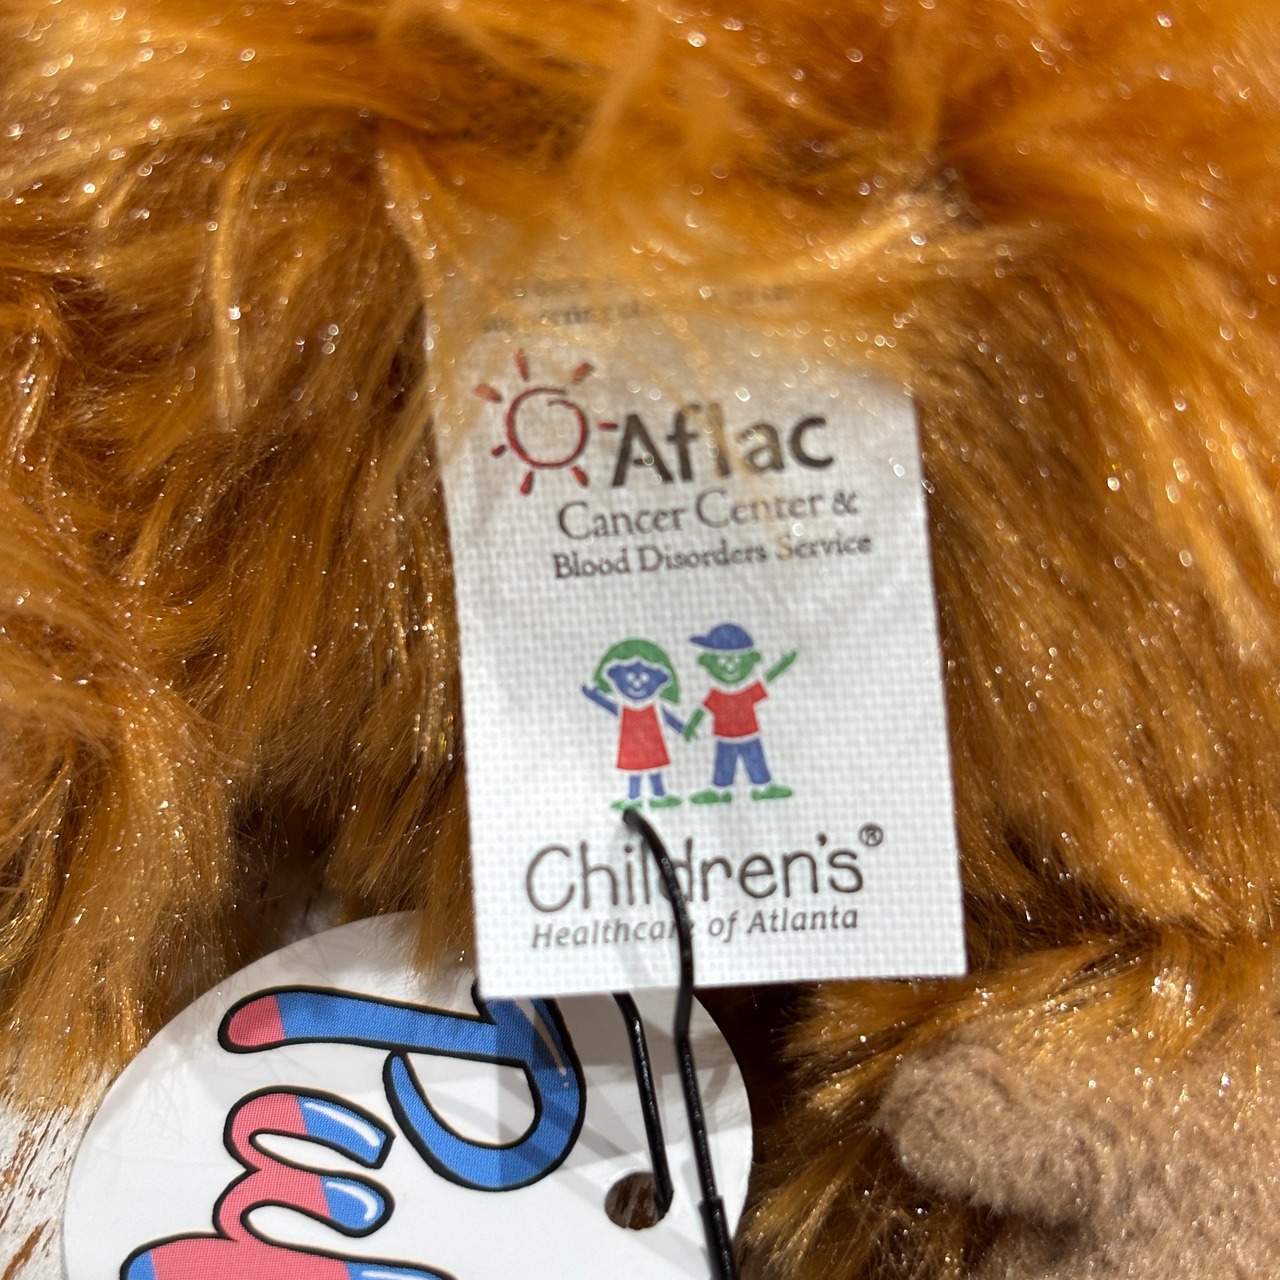 Aflac
Cancer Center &
Blood Disorders Service
Children's®
Healthcare of Atlanta